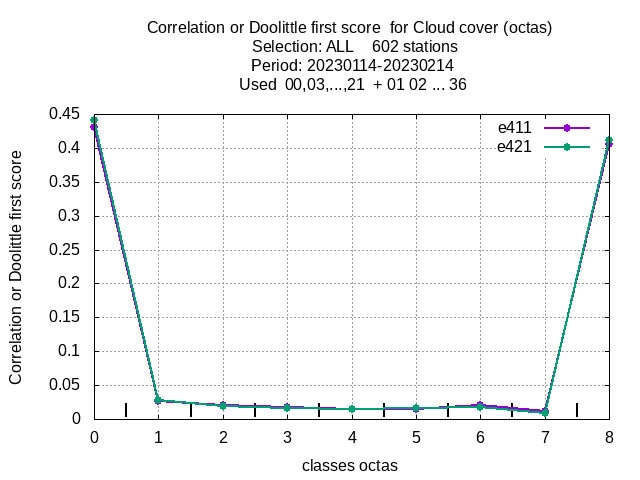 Correlation or Doolittle first score  for Cloud cover (octas)
Selection: ALL    602 stations
Period: 20230114-20230214
Used  00,03,...,21  + 01 02 ... 36
e411
e421
Correlation or Doolittle first score
0.45
0.4
0.35
0.3
0.25
0.2
0.15
0.1
0.05
0
0 1 2 3 4 5 6 7 8
classes octas